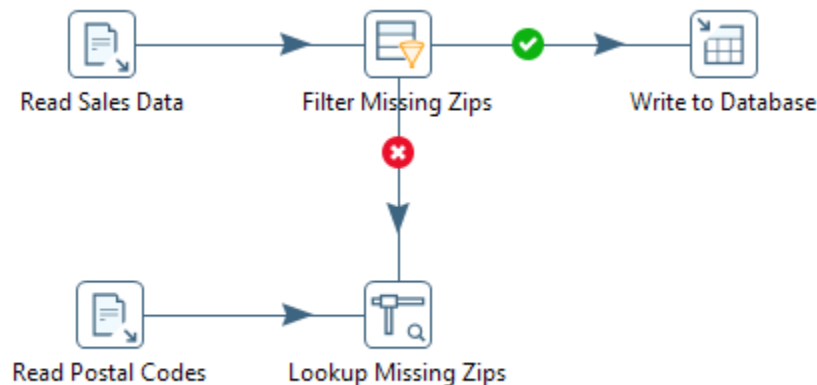 Read Sales Data
Filter Missing Zips
Write to Database
Read Postal Codes
Lookup Missing Zips